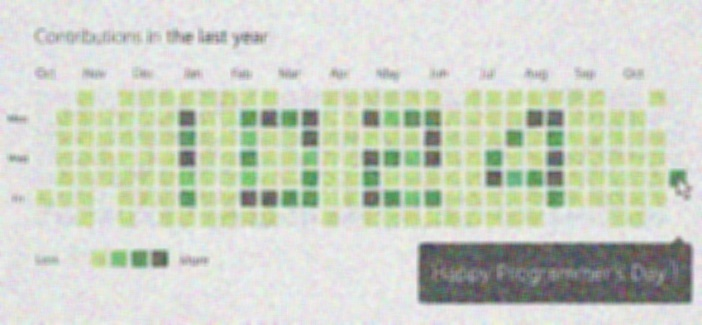 Contributions in the last year
Oct Nov Dec Jan Feb Mar Apr May Jun Jul Aug Sep Oct
Mon
1024
Wed
Fri
Less More
Happy Programmer's Day !